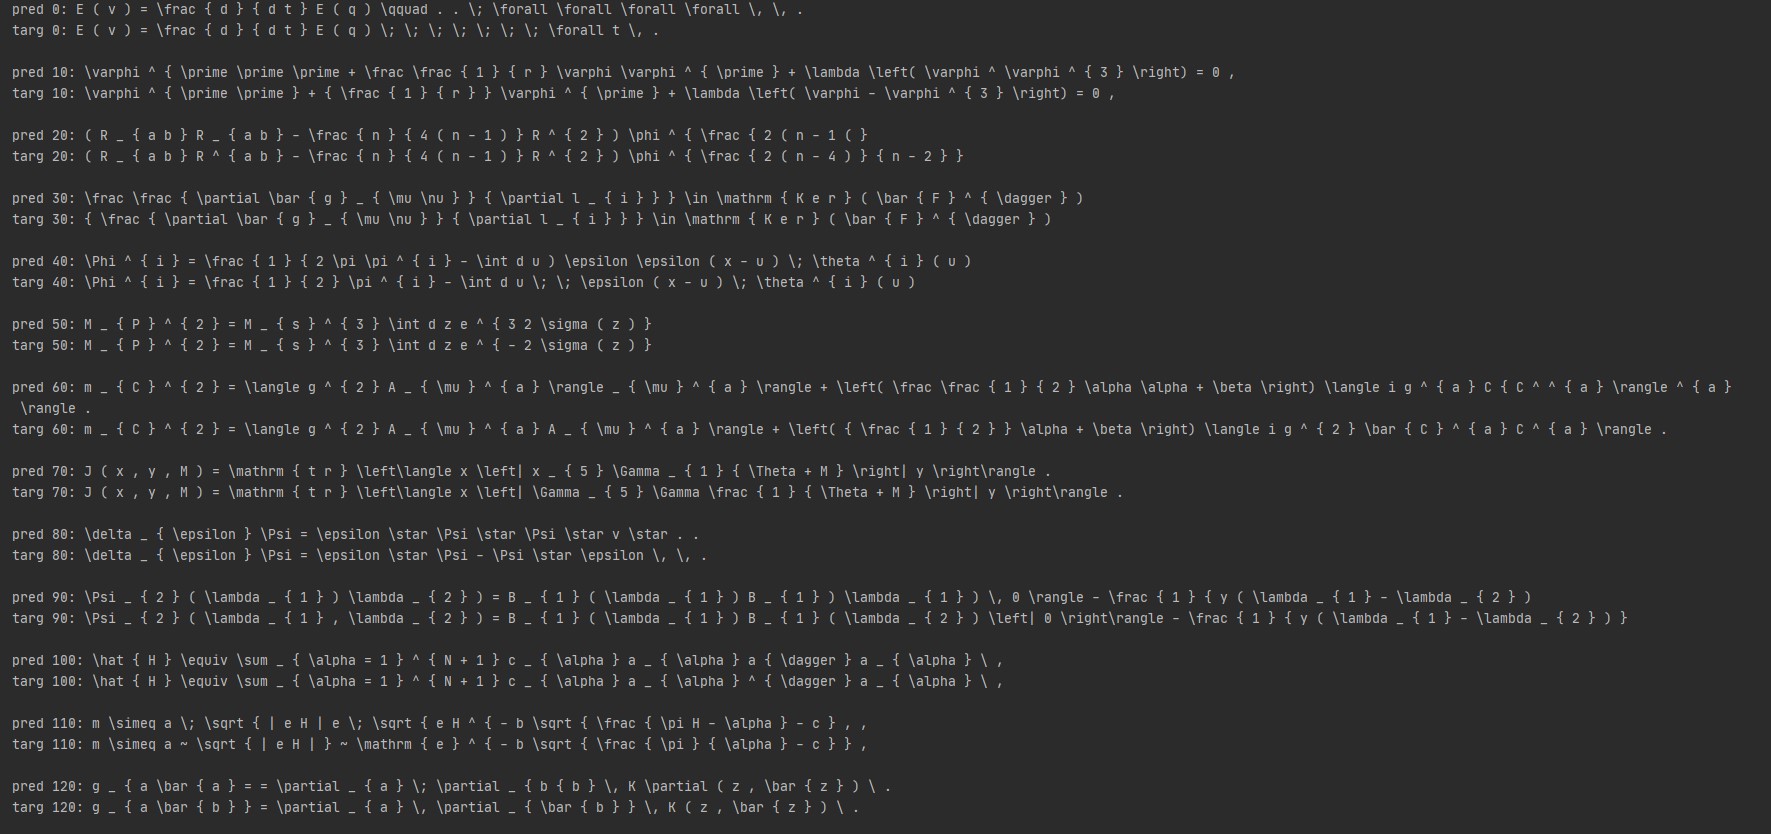 pred 0: E ( v ) = \frac { d } { d t } E ( q ) \qquad . . \; \forall \forall \forall \forall \, \, .
targ 0: E ( v ) = \frac { d } { d t } E ( q ) \; \; \; \; \; \; \; \forall t \, .
pred 10: \varphi ^ { \prime \prime \prime + \frac \frac { 1 } { r } \varphi \varphi ^ { \prime } + \lambda \left( \varphi ^ \varphi ^ { 3 } \right) = 0 ,
targ 10: \varphi ^ { \prime \prime } + { \frac { 1 } { r } } \varphi ^ { \prime } + \lambda \left( \varphi - \varphi ^ { 3 } \right) = 0 ,
pred 20: ( R _ { a b } R _ { a b } - \frac { n } { 4 ( n - 1 ) } R ^ { 2 } ) \phi ^ { \frac { 2 ( n - 1 ( }
targ 20: ( R _ { a b } R ^ { a b } - \frac { n } { 4 ( n - 1 ) } R ^ { 2 } ) \phi ^ { \frac { 2 ( n - 4 ) } { n - 2 } }
pred 30: \frac \frac { \partial \bar { g } _ { \mu \nu } } { \partial l _ { i } } } \in \mathrm { K e r } ( \bar { F } ^ { \dagger } )
targ 30: { \frac { \partial \bar { g } _ { \mu \nu } } { \partial l _ { i } } } \in \mathrm { K e r } ( \bar { F } ^ { \dagger } )
pred 40: \Phi ^ { i } = \frac { 1 } { 2 \pi \pi ^ { i } - \int d u ) \epsilon \epsilon ( x - u ) \; \theta ^ { i } ( u )
targ 40: \Phi ^ { i } = \frac { 1 } { 2 } \pi ^ { i } - \int d u \; \; \epsilon ( x - u ) \; \theta ^ { i } ( u )
pred 50: M _ { P } ^ { 2 } = M _ { s } ^ { 3 } \int d z e ^ { 3 2 \sigma ( z ) }
targ 50: M _ { P } ^ { 2 } = M _ { s } ^ { 3 } \int d z e ^ { - 2 \sigma ( z ) }
pred 60: m _ { C } ^ { 2 } = \langle g ^ { 2 } A _ { \mu } ^ { a } \rangle _ { \mu } ^ { a } \rangle + \left( \frac \frac { 1 } { 2 } \alpha \alpha + \beta \right) \langle i g ^ { a } C { C ^ ^ { a } \rangle ^ { a }
\rangle .
targ 60: m _ { C } ^ { 2 } = \langle g ^ { 2 } A _ { \mu } ^ { a } A _ { \mu } ^ { a } \rangle + \left( { \frac { 1 } { 2 } } \alpha + \beta \right) \langle i g ^ { 2 } \bar { C } ^ { a } C ^ { a } \rangle .
pred 70: J ( x , y , M ) = \mathrm { t r } \left\langle x \left| x _ { 5 } \Gamma _ { 1 } { \Theta + M } \right| y \right\rangle .
targ 70: J ( x , y , M ) = \mathrm { t r } \left\langle x \left| \Gamma _ { 5 } \Gamma \frac { 1 } { \Theta + M } \right| y \right\rangle .
pred 80: \delta _ { \epsilon } \Psi = \epsilon \star \Psi \star \Psi \star v \star . .
targ 80: \delta _ { \epsilon } \Psi = \epsilon \star \Psi - \Psi \star \epsilon \, \, .
pred 90: \Psi _ { 2 } ( \lambda _ { 1 } ) \lambda _ { 2 } ) = B _ { 1 } ( \lambda _ { 1 } ) B _ { 1 } ) \lambda _ { 1 } ) \, 0 \rangle - \frac { 1 } { y ( \lambda _ { 1 } - \lambda _ { 2 } )
targ 90: \Psi _ { 2 } ( \lambda _ { 1 } , \lambda _ { 2 } ) = B _ { 1 } ( \lambda _ { 1 } ) B _ { 1 } ( \lambda _ { 2 } ) \left| 0 \right\rangle - \frac { 1 } { y ( \lambda _ { 1 } - \lambda _ { 2 } ) }
pred 100: \hat { H } \equiv \sum _ { \alpha = 1 } ^ { N + 1 } c _ { \alpha } a _ { \alpha } a { \dagger } a _ { \alpha } \ ,
targ 100: \hat { H } \equiv \sum _ { \alpha = 1 } ^ { N + 1 } c _ { \alpha } a _ { \alpha } ^ { \dagger } a _ { \alpha } \ ,
pred 110: m \simeq a \; \sqrt { | e H | e \; \sqrt { e H ^ { - b \sqrt { \frac { \pi H - \alpha } - c } , ,
targ 110: m \simeq a ~ \sqrt { | e H | } ~ \mathrm { e } ^ { - b \sqrt { \frac { \pi } { \alpha } - c } } ,
pred 120: g _ { a \bar { a } = = \partial _ { a } \; \partial _ { b { b } \, K \partial ( z , \bar { z } ) \ .
targ 120: g _ { a \bar { b } } = \partial _ { a } \, \partial _ { \bar { b } } \, K ( z , \bar { z } ) \ .